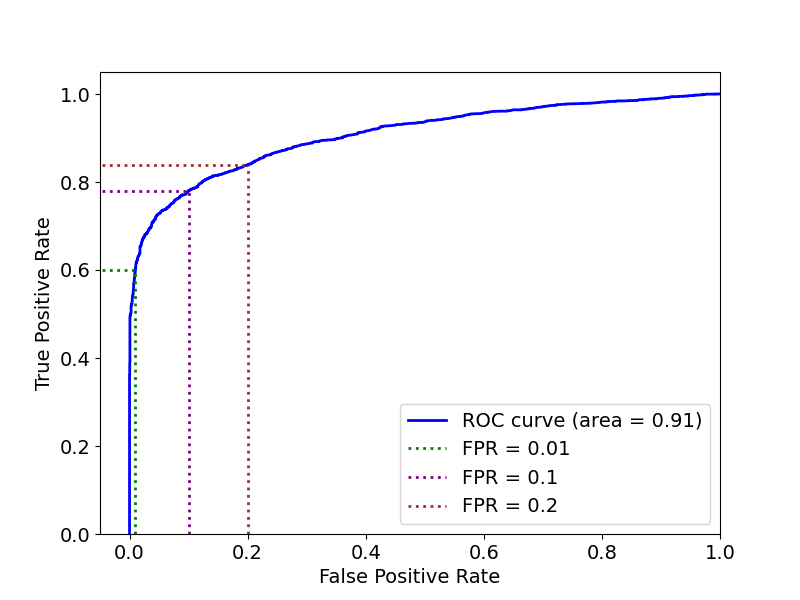 1.0
0.8
0.6
0.4
0.2
0.0
True Positive Rate
ROC curve (area = 0.91)
FPR = 0.01
FPR = 0.1
FPR = 0.2
0.0 0.2 0.4 0.6 0.8 1.0
False Positive Rate